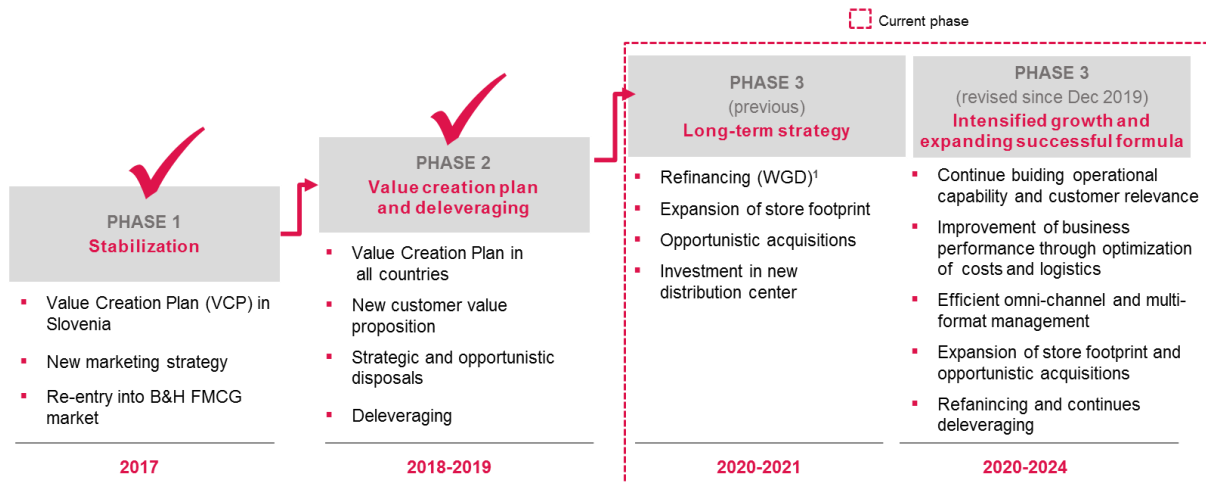 Current phase
PHASE 1
Stabilization
▪ Value Creation Plan (VCP) in
Slovenia
▪ New marketing strategy
▪ Re-entry into B&H FMCG
market
2017
PHASE 2
Value creation plan
and deleveraging
▪ Value Creation Plan in
all countries
▪ New customer value
proposition
▪ Strategic and opportunistic
disposals
▪ Deleveraging
2018-2019
PHASE 3
(previous)
Long-term strategy
▪ Refinancing (WGD)¹
▪ Expansion of store footprint
▪ Opportunistic acquisitions
▪ Investment in new
distribution center
2020-2021
PHASE 3
(revised since Dec 2019)
Intensified growth and
expanding successful formula
▪ Continue buiding operational
capability and customer relevance
▪ Improvement of business
performance through optimization
of costs and logistics
▪ Efficient omni-channel and multi-
format management
▪ Expansion of store footprint and
opportunistic acquisitions
▪ Refanincing and continues
deleveraging
2020-2024